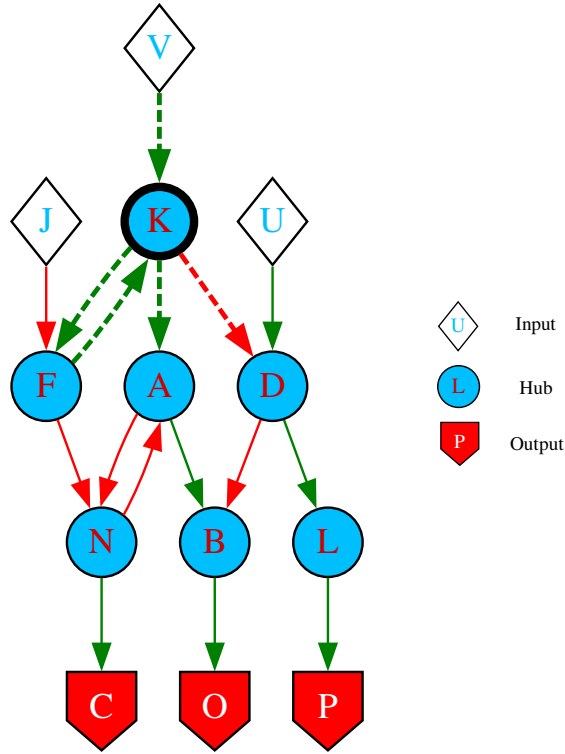 V
J K U
F A D
N B L
C O P
U Input
L Hub
P Output